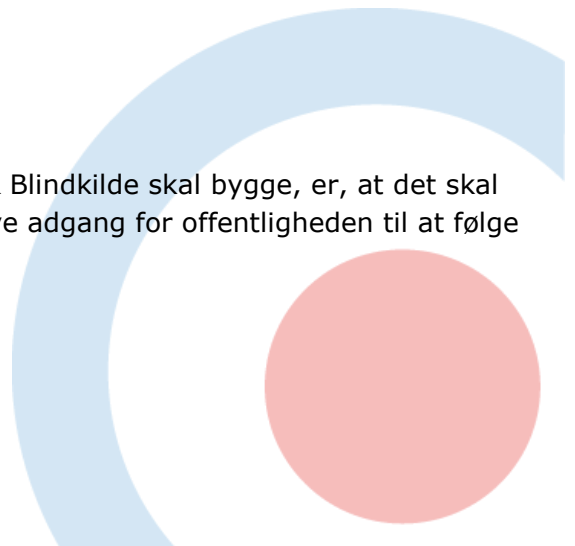 Blindkilde skal bygge, er, at det skal
adgang for offentligheden til at følge